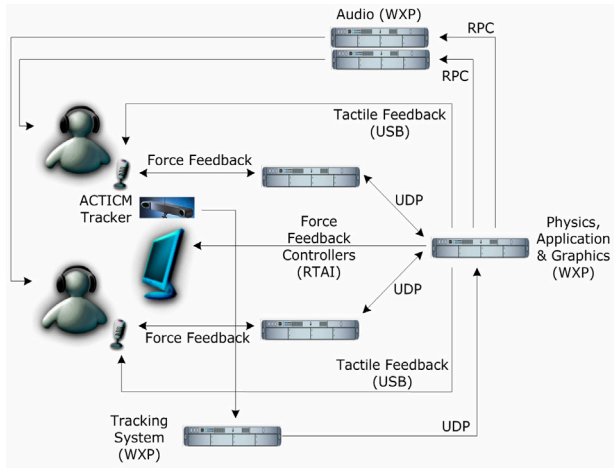 Audio (WXP)
RPC
RPC
Tactile Feedback
(USB)
Force Feedback
ACTICM
Tracker
UDP
Force
Feedback
Controllers
(RTAI)
Physics,
Application
& Graphics
(WXP)
UDP
Force Feedback
Tactile Feedback
(USB)
Tracking
System
(WXP)
UDP